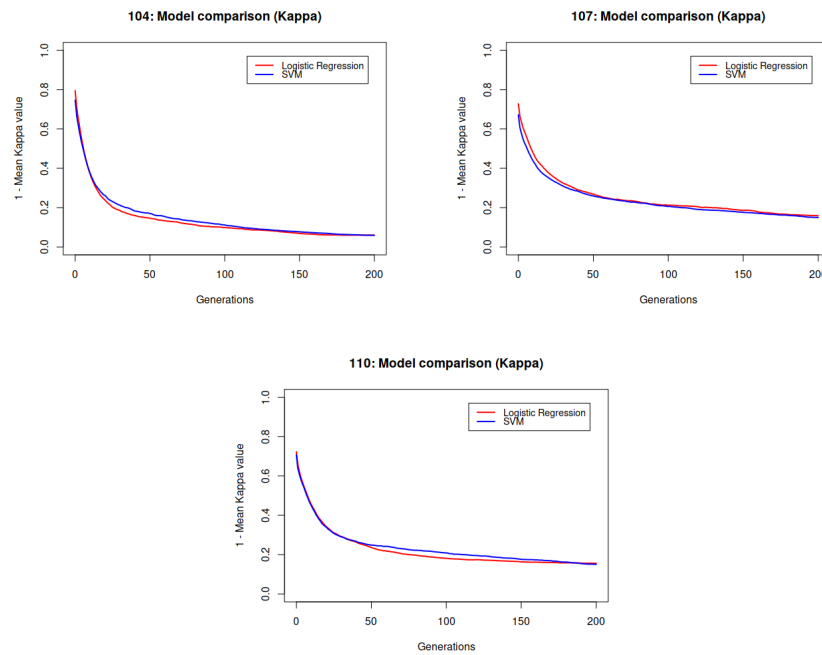 104: Model comparison (Kappa)
1 - Mean Kappa value
0.0 0.2 0.4 0.6 0.8 1.0
Logistic Regression
SVM
0 50 100 150 200
Generations
107: Model comparison (Kappa)
1 - Mean Kappa value
0.0 0.2 0.4 0.6 0.8 1.0
Logistic Regression
SVM
0 50 100 150 200
Generations
110: Model comparison (Kappa)
1 - Mean Kappa value
0.0 0.2 0.4 0.6 0.8 1.0
Logistic Regression
SVM
0 50 100 150 200
Generations